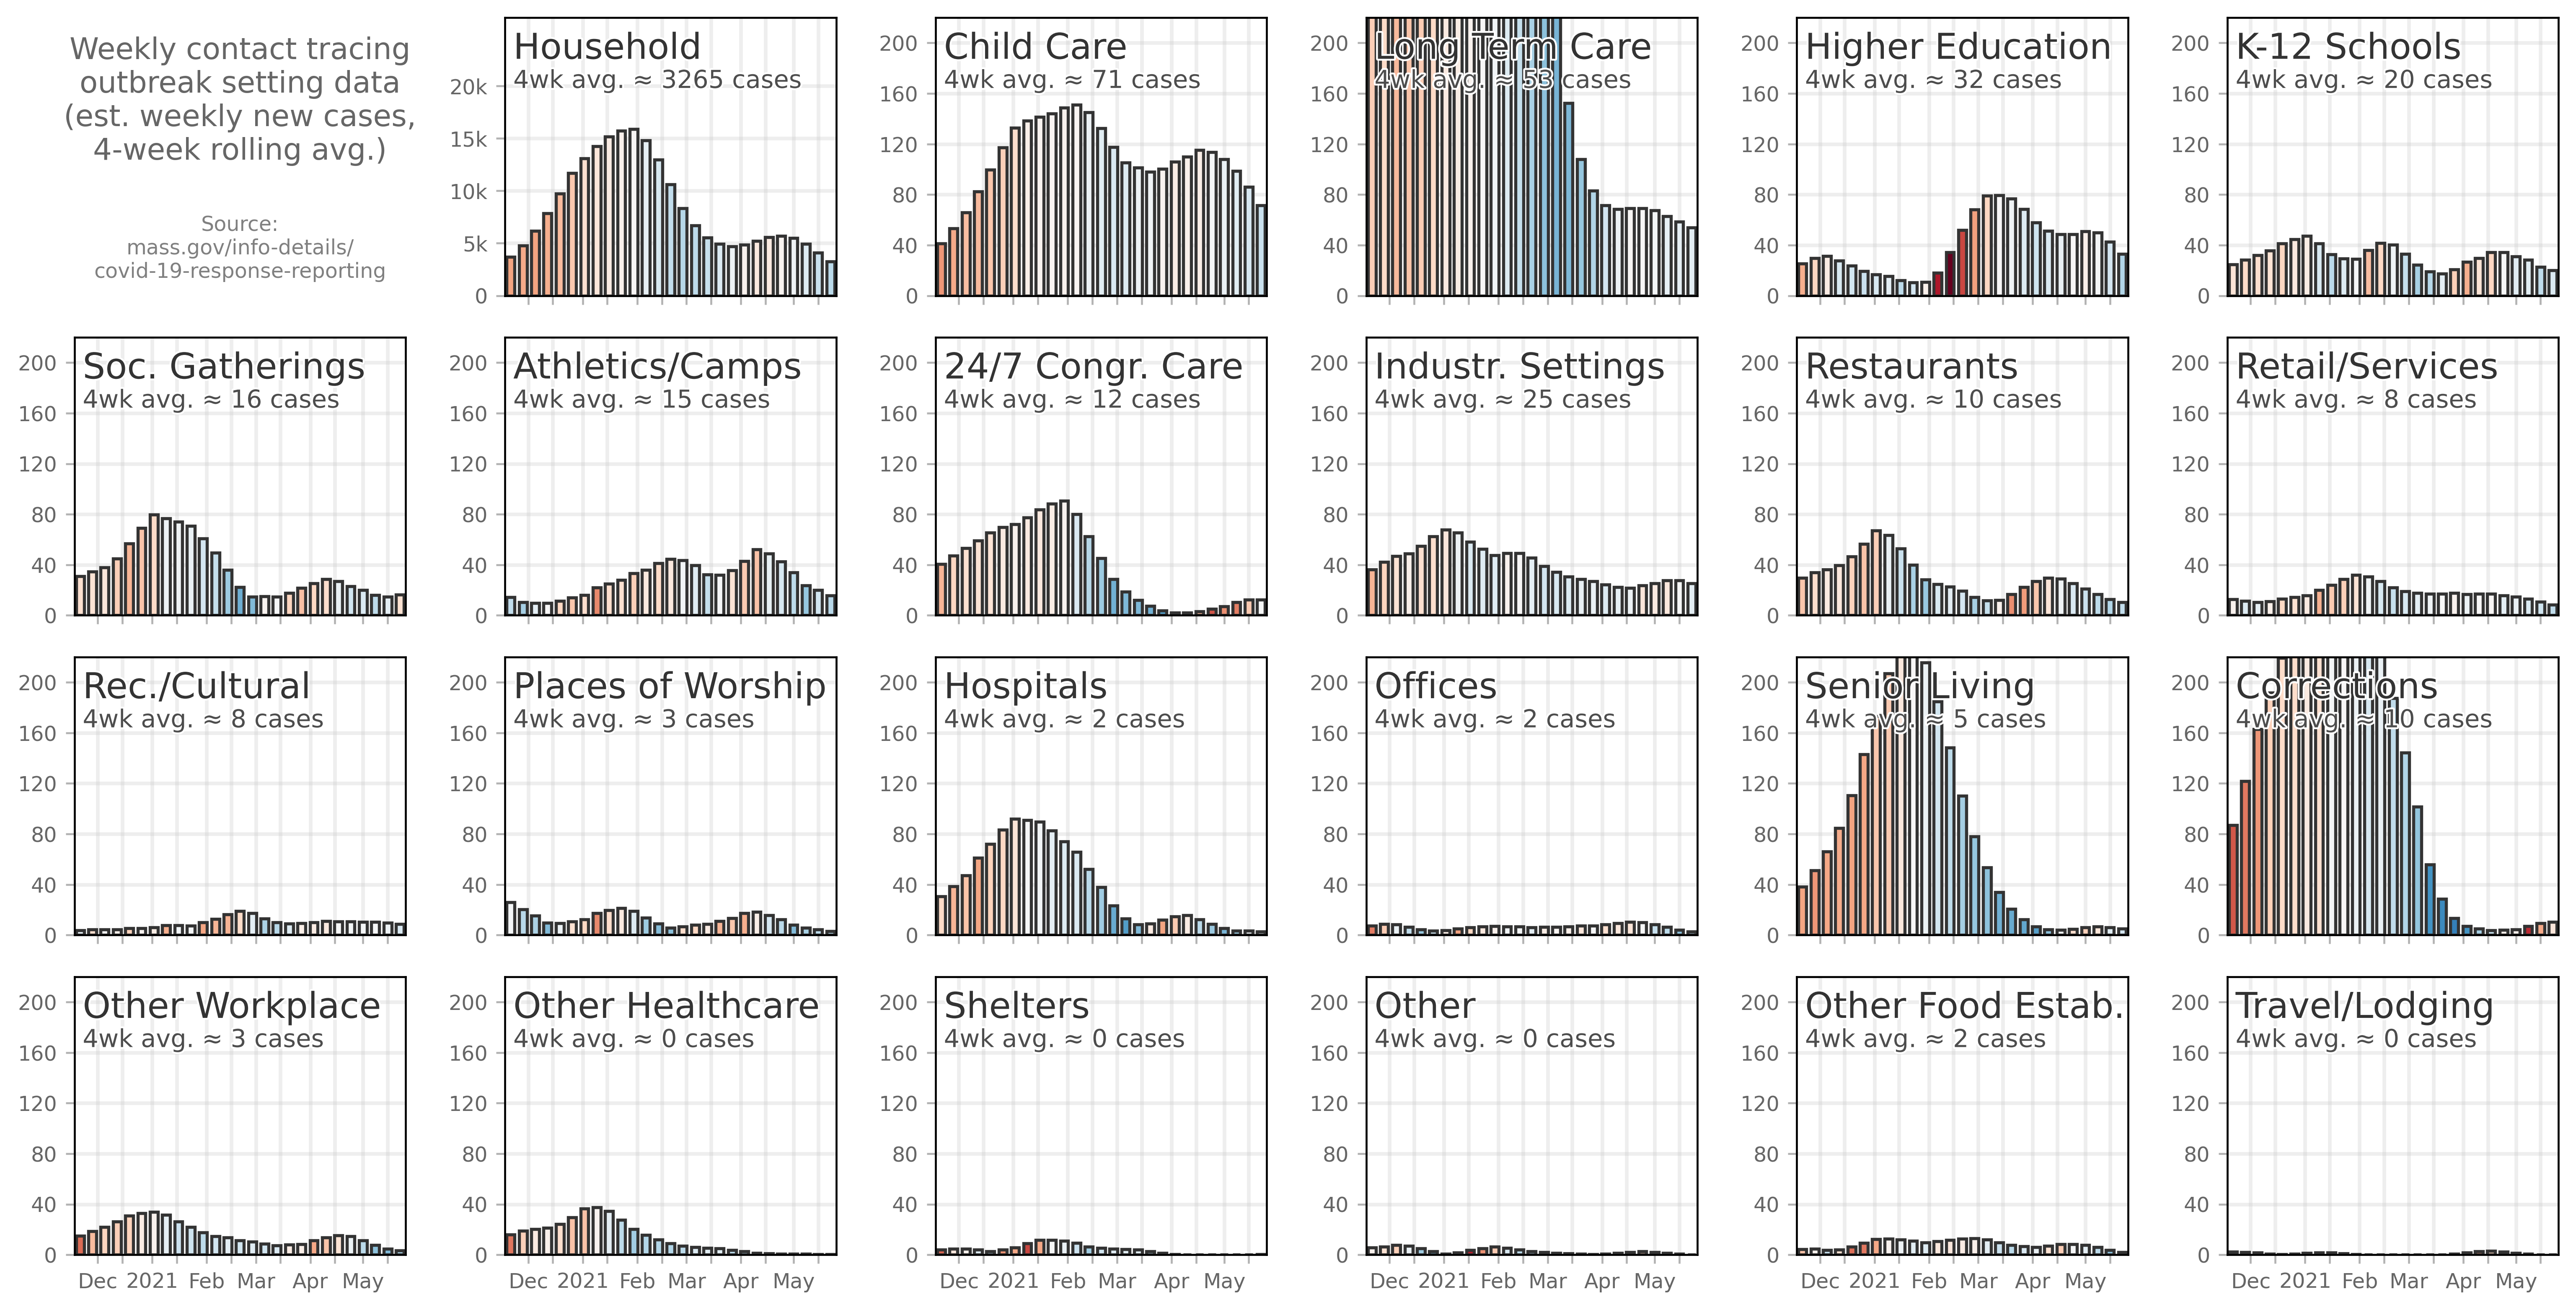 Weekly contact tracing
outbreak setting data
(est. weekly new cases,
4-week rolling avg.)
Source:
mass.gov/info-details/
covid-19-response-reporting
Household
4wk avg. ≈ 3265 cases
20k
15k
10k
5k
0
Child Care
4wk avg. ≈ 71 cases
200
160
120
80
40
0
Long Term Care
4wk avg. ≈ 53 cases
200
160
120
80
40
0
Higher Education
4wk avg. ≈ 32 cases
200
160
120
80
40
0
K-12 Schools
4wk avg. ≈ 20 cases
200
160
120
80
40
0
Soc. Gatherings
4wk avg. ≈ 16 cases
200
160
120
80
40
0
Athletics/Camps
4wk avg. ≈ 15 cases
200
160
120
80
40
0
24/7 Congr. Care
4wk avg. ≈ 12 cases
200
160
120
80
40
0
Industr. Settings
4wk avg. ≈ 25 cases
200
160
120
80
40
0
Restaurants
4wk avg. ≈ 10 cases
200
160
120
80
40
0
Retail/Services
4wk avg. ≈ 8 cases
200
160
120
80
40
0
Rec./Cultural
4wk avg. ≈ 8 cases
200
160
120
80
40
0
Places of Worship
4wk avg. ≈ 3 cases
200
160
120
80
40
0
Hospitals
4wk avg. ≈ 2 cases
200
160
120
80
40
0
Offices
4wk avg. ≈ 2 cases
200
160
120
80
40
0
Senior Living
4wk avg. ≈ 5 cases
200
160
120
80
40
0
Corrections
4wk avg. ≈ 10 cases
200
160
120
80
40
0
Other Workplace
4wk avg. ≈ 3 cases
200
160
120
80
40
0
Dec 2021 Feb Mar Apr May
Other Healthcare
4wk avg. ≈ 0 cases
200
160
120
80
40
0
Dec 2021 Feb Mar Apr May
Shelters
4wk avg. ≈ 0 cases
200
160
120
80
40
0
Dec 2021 Feb Mar Apr May
Other
4wk avg. ≈ 0 cases
200
160
120
80
40
0
Dec 2021 Feb Mar Apr May
Other Food Estab.
4wk avg. ≈ 2 cases
200
160
120
80
40
0
Dec 2021 Feb Mar Apr May
Travel/Lodging
4wk avg. ≈ 0 cases
200
160
120
80
40
0
Dec 2021 Feb Mar Apr May